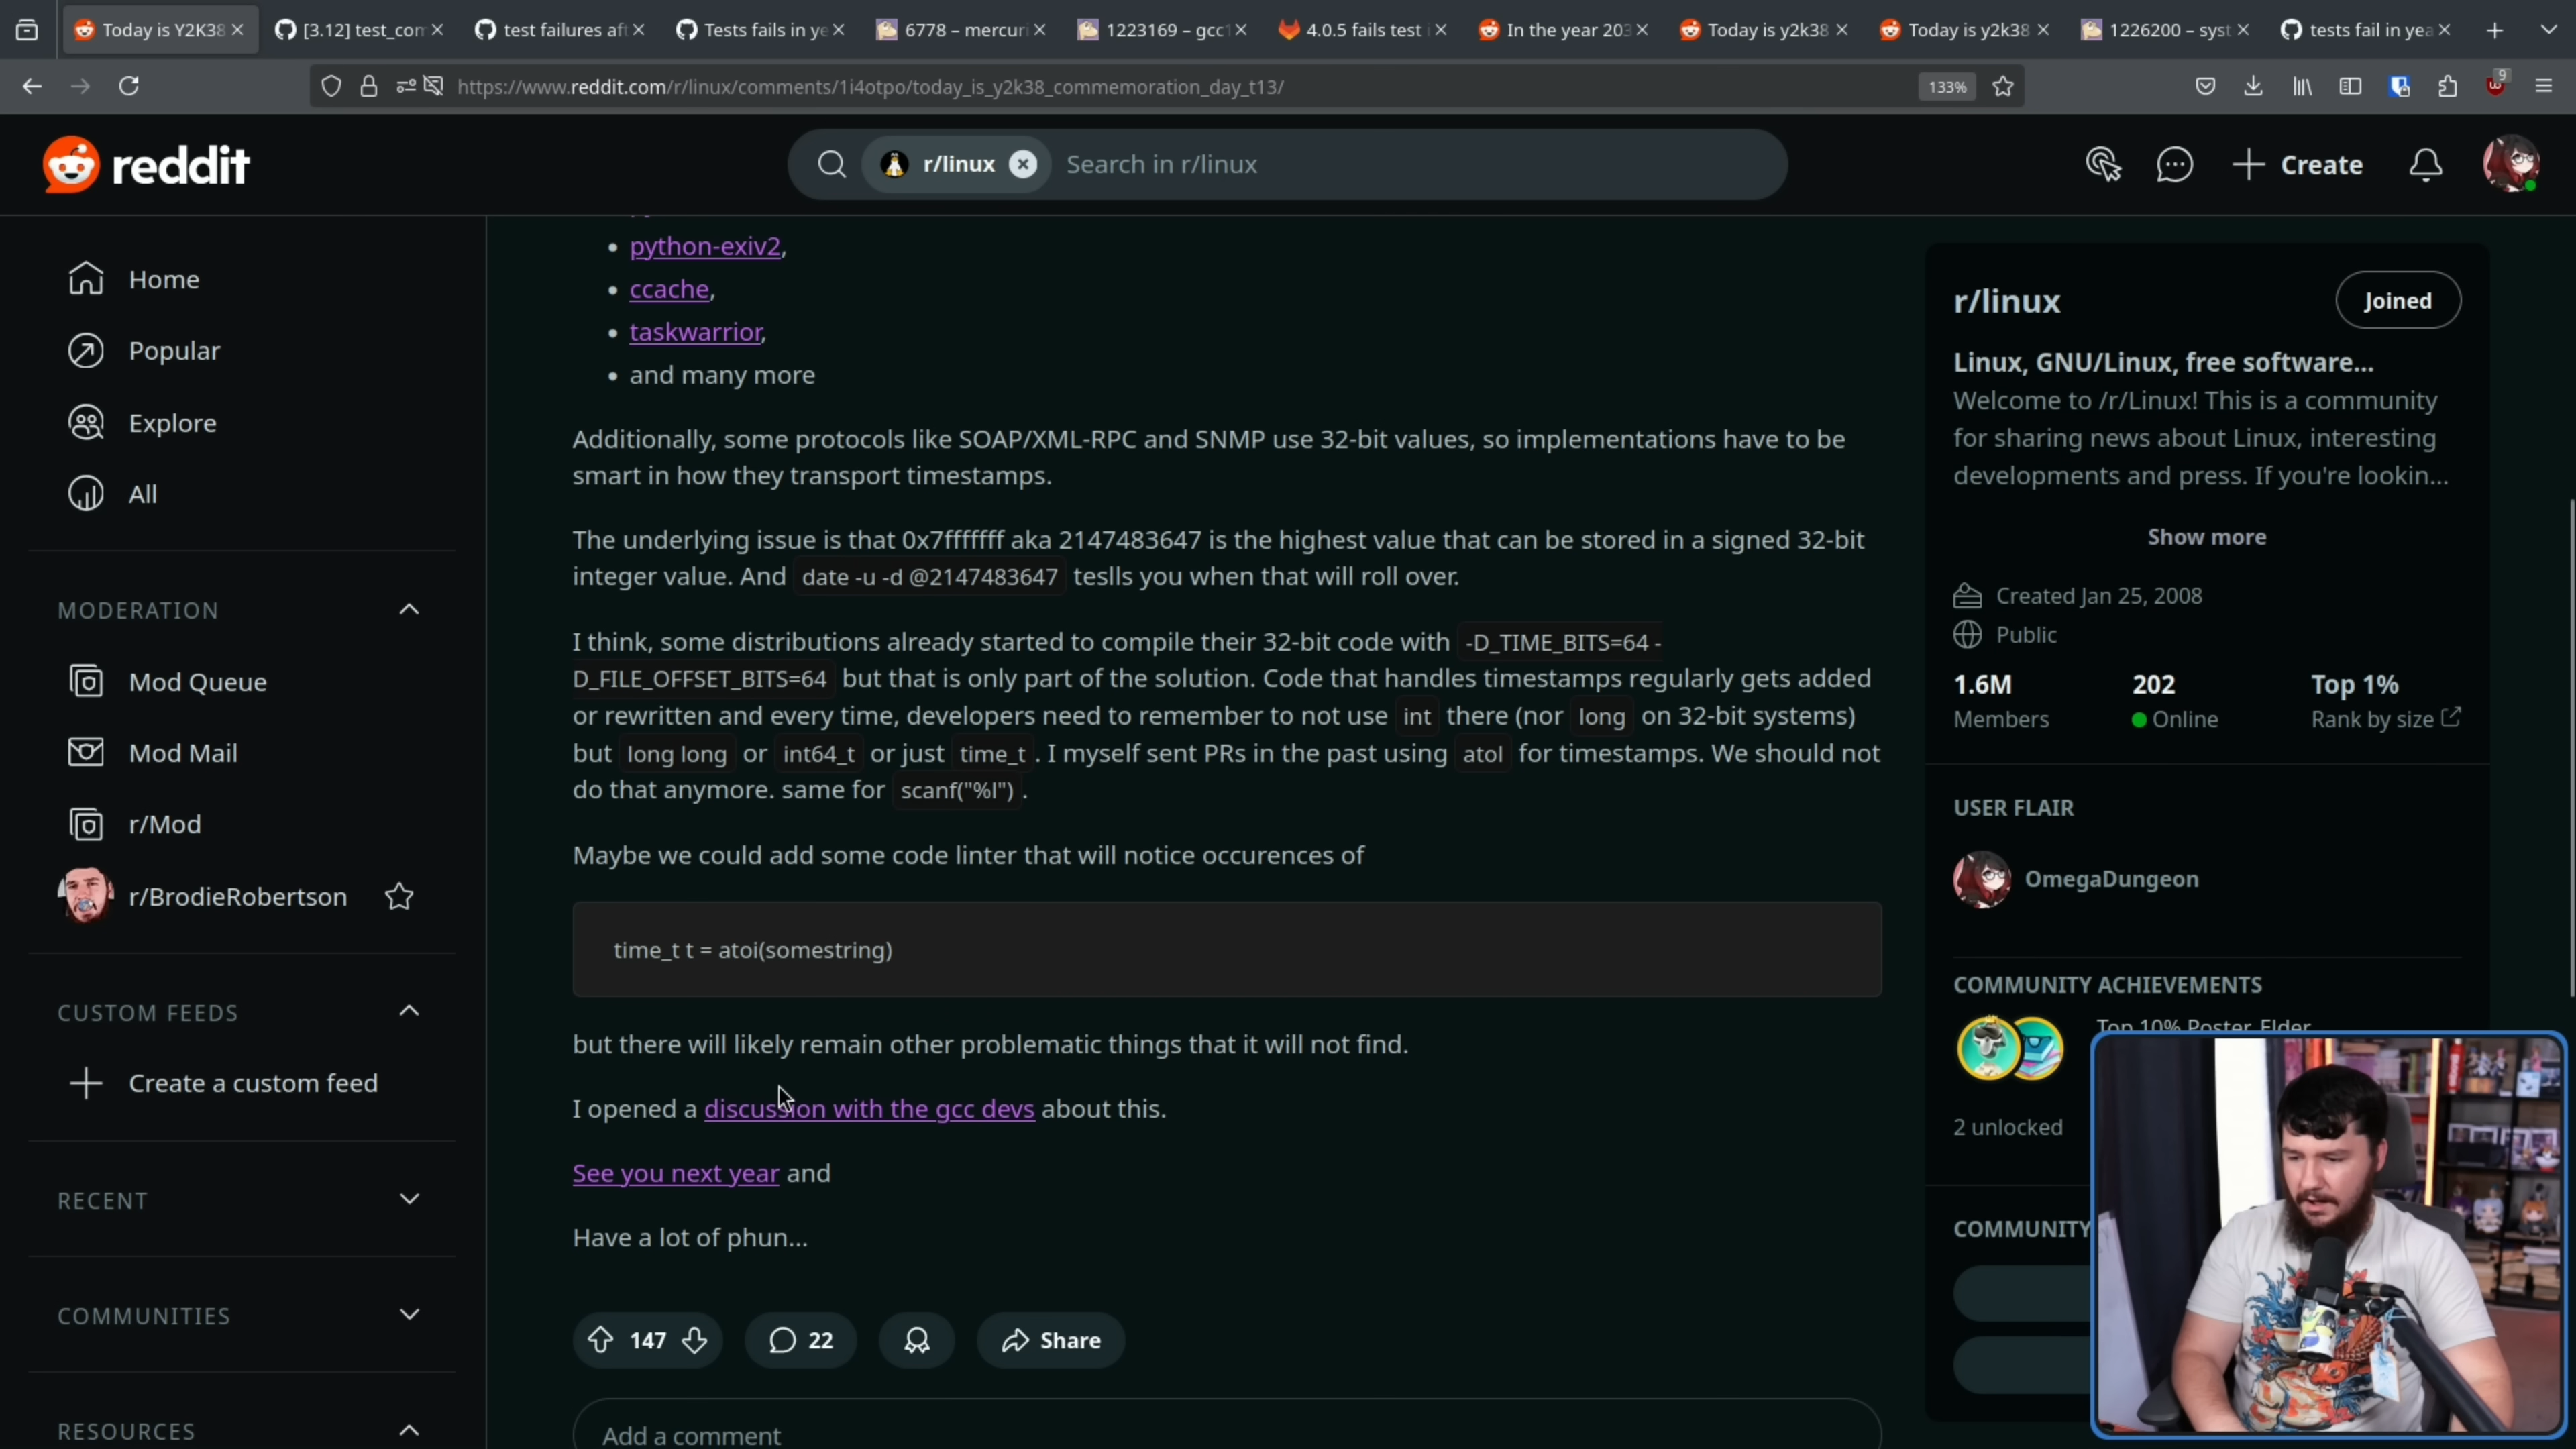 Today is Y2K38
[3.12] test_con
test failures aft
Tests fails in ye
6778 – mercuri
1223169 – gcc1
4.0.5 fails test i
In the year 203
Today is y2k38
Today is y2k38
1226200 – syst
tests fail in yea
https://www.reddit.com/r/linux/comments/1i4otpo/today_is_y2k38_commemoration_day_t13/
133%
9
reddit
r/linux
Search in r/linux
Create
Home
Popular
Explore
All
MODERATION
Mod Queue
Mod Mail
r/Mod
r/BrodieRobertson
CUSTOM FEEDS
Create a custom feed
RECENT
COMMUNITIES
RESOURCES
• python-exiv2,
• ccache,
• taskwarrior,
• and many more
Additionally, some protocols like SOAP/XML-RPC and SNMP use 32-bit values, so implementations have to be
smart in how they transport timestamps.
The underlying issue is that 0x7fffffff aka 2147483647 is the highest value that can be stored in a signed 32-bit
integer value. And date -u -d @2147483647 teslls you when that will roll over.
I think, some distributions already started to compile their 32-bit code with -D_TIME_BITS=64 -
D_FILE_OFFSET_BITS=64 but that is only part of the solution. Code that handles timestamps regularly gets added
or rewritten and every time, developers need to remember to not use int there (nor long on 32-bit systems)
but long long or int64_t or just time_t. I myself sent PRs in the past using atol for timestamps. We should not
do that anymore. same for scanf("%l").
Maybe we could add some code linter that will notice occurences of
time_t t = atoi(somestring)
but there will likely remain other problematic things that it will not find.
I opened a discussion with the gcc devs about this.
See you next year and
Have a lot of phun...
147
22
Share
Add a comment
r/linux
Joined
Linux, GNU/Linux, free software...
Welcome to /r/Linux! This is a community
for sharing news about Linux, interesting
developments and press. If you're lookin...
Show more
Created Jan 25, 2008
Public
1.6M 202 Top 1%
Members Online Rank by size
USER FLAIR
OmegaDungeon
COMMUNITY ACHIEVEMENTS
Top 10% Poster, Elder
2 unlocked
COMMUNITY